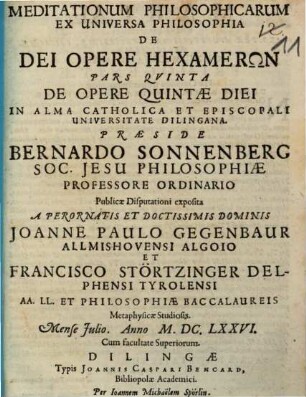 MEDITATIONUM PHILOSOPHICARUM
EX UNIVERSA PHILOSOPHIA
DE
DEI OPERE HEXAMERΩN
PARS QVINTA
DE OPERE QUINTÆ DIEI
IN ALMA CATHOLICA ET EPISCOPALI
UNIVERSITATE DILINGANA.
PRÆSIDE
BERNARDO SONNENBERG
SOC. JESU PHILOSOPHIÆ
PROFESSORE ORDINARIO
Publicæ Disputationi exposita
A PERORNATIS ET DOCTISSIMIS DOMINIS
JOANNE PAULO GEGENBAUR
ALLMISHOVENSI ALGOIO
ET
FRANCISCO STÖRTZINGER DEL-
PHENSI TYROLENSI
AA. LL. ET PHILOSOPHIÆ BACCALAUREIS
Metaphysicæ Studiosis.
Mense Julio. Anno M. DC. LXXVI.
Cum facultate Superiorum.
DILINGÆ
Typis JOANNIS CASPARI BENCARD,
Bibliopolæ Academici.
Per Joannem Michaëlem Spörlin.
11